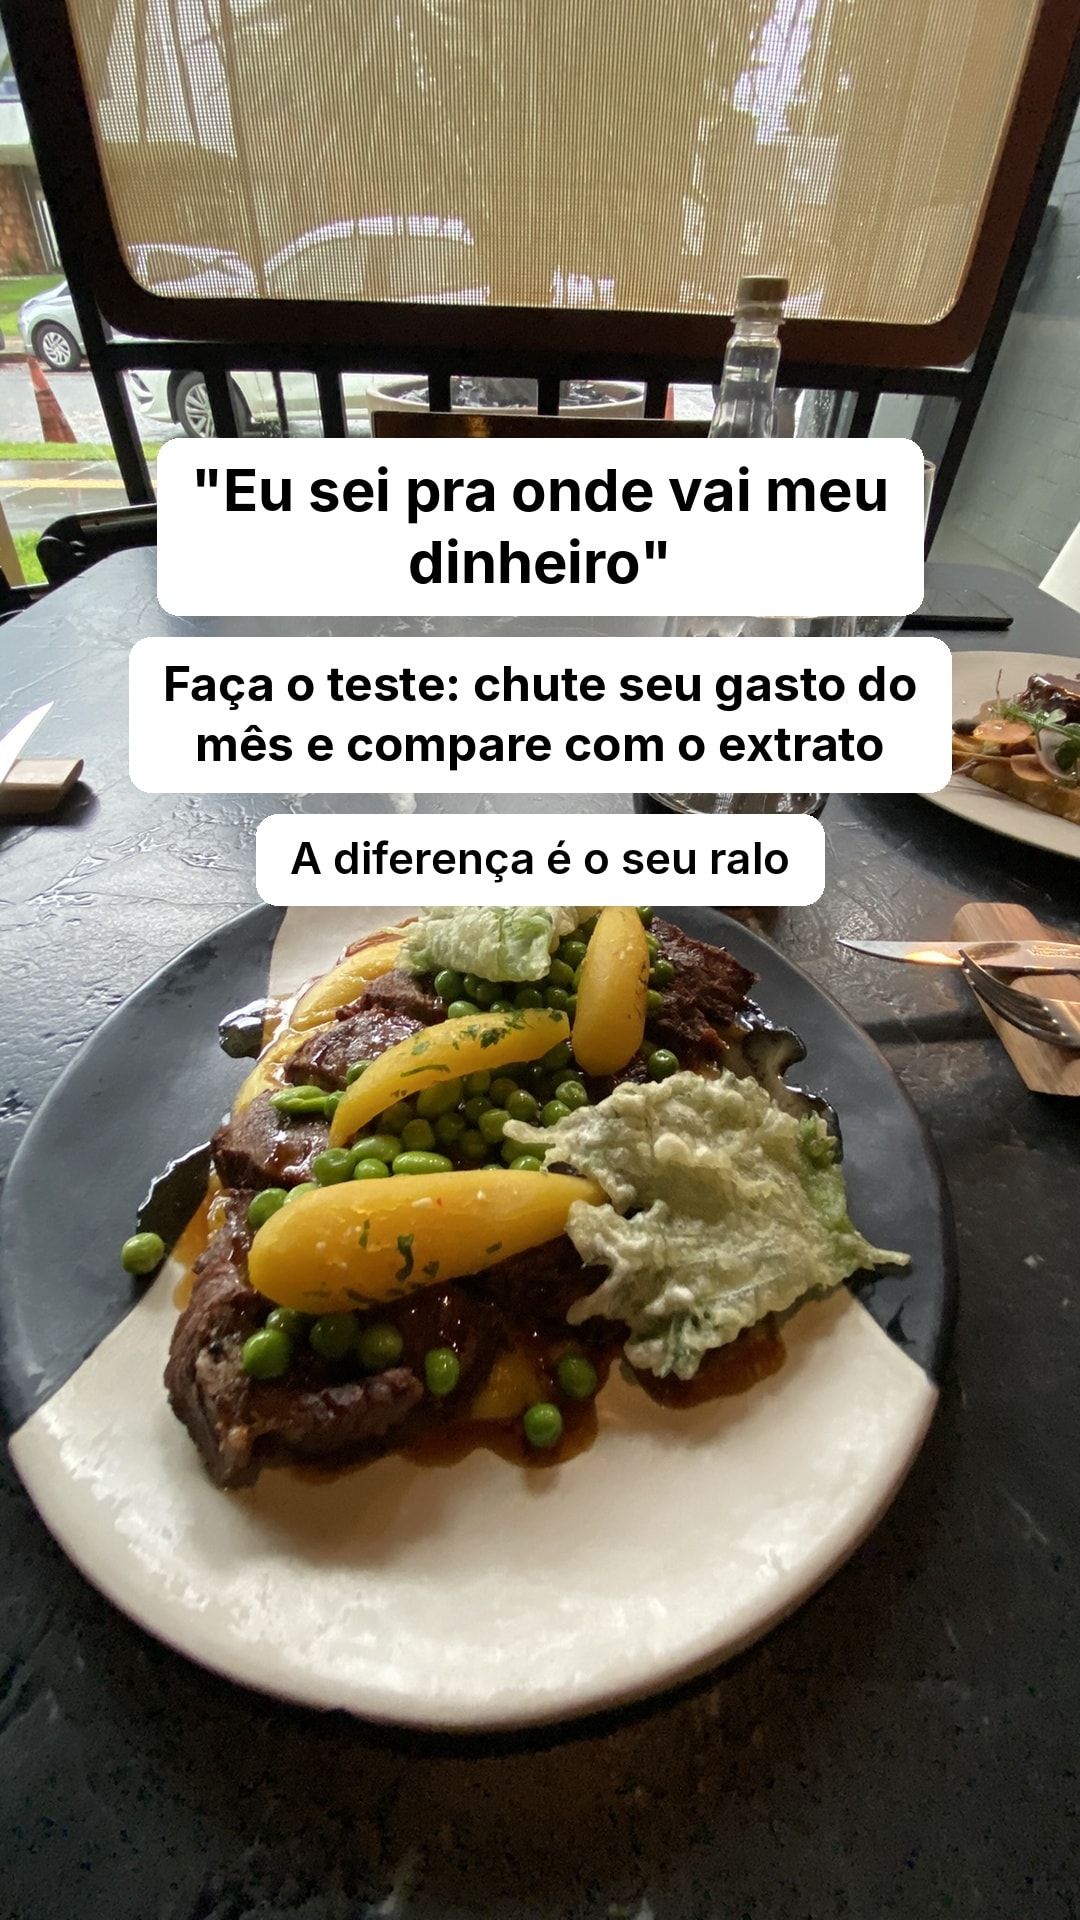 "Eu sei pra onde vai meu
dinheiro"
Faça o teste: chute seu gasto do
mês e compare com o extrato
A diferença é o seu ralo